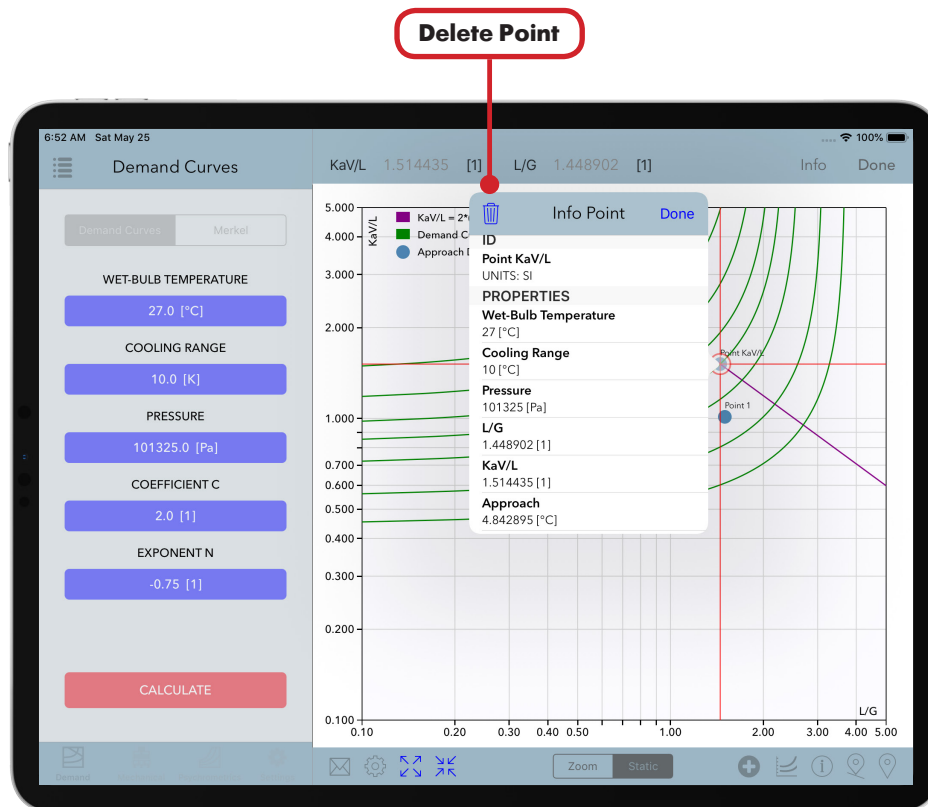 Delete Point
6:52 AM Sat May 25
100%
Demand Curves
KaV/L 1.514435 [1] L/G 1.448902 [1]
Info Done
Demand Curves Merkel
WET-BULB TEMPERATURE
27.0 [°C]
COOLING RANGE
10.0 [K]
PRESSURE
101325.0 [Pa]
COEFFICIENT C
2.0 [1]
EXPONENT N
-0.75 [1]
CALCULATE
Demand
KaV/L
KaV/L = 2*
Demand C
Approach
5.000
4.000
3.000
2.000
1.000
0.700
0.600
0.500
0.400
0.300
0.200
0.100
0.10 0.20 0.30 0.40 0.50 1.00 2.00 3.00 4.00 5.00
L/G
Point KaV/L
Point 1
Info Point Done
ID
Point KaV/L
UNITS: SI
PROPERTIES
Wet-Bulb Temperature
27 [°C]
Cooling Range
10 [°C]
Pressure
101325 [Pa]
L/G
1.448902 [1]
KaV/L
1.514435 [1]
Approach
4.842895 [°C]
Zoom Static